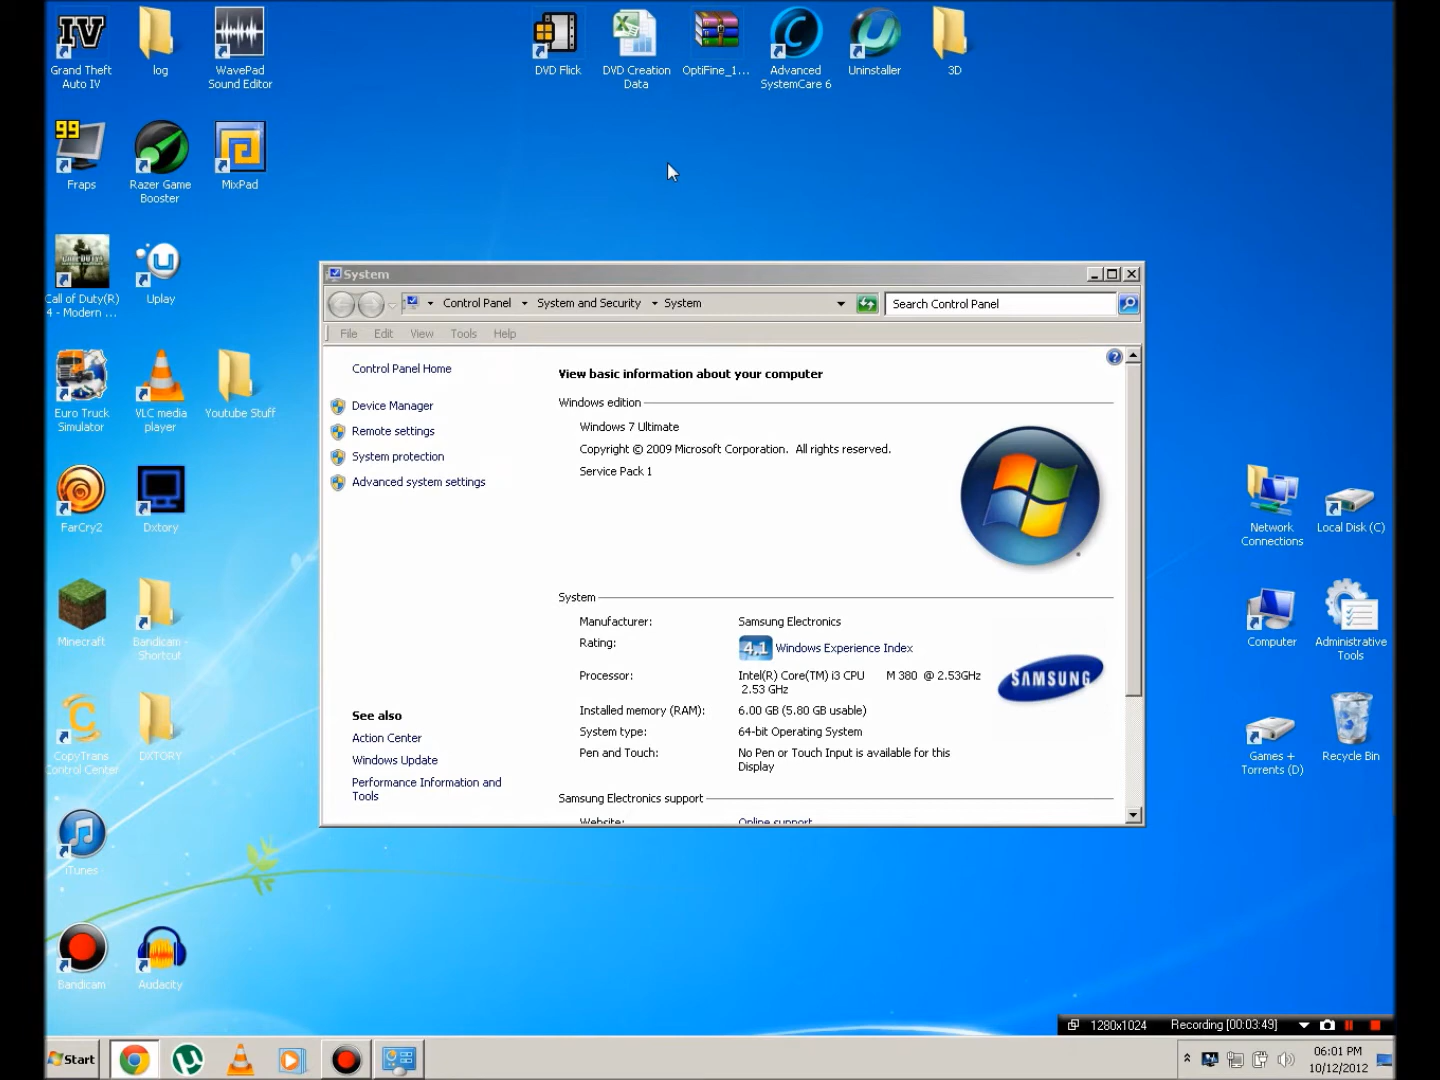 Grand Theft
Auto IV
log
WavePad
Sound Editor
DVD Flick
DVD Creation
Data
OptiFine_1...
Advanced
SystemCare 6
Uninstaller
3D
IV
99
Fraps
Razer Game
Booster
MixPad
Call of Duty(R)
4 - Modern ...
Uplay
Euro Truck
Simulator
VLC media
player
Youtube Stuff
FarCry2
Dxtory
Minecraft
Bandicam -
Shortcut
CopyTrans
Control Center
DXTORY
iTunes
Bandicam
Audacity
System
Control Panel
System and Security
System
Search Control Panel
File Edit View Tools Help
Control Panel Home
Device Manager
Remote settings
System protection
Advanced system settings
See also
Action Center
Windows Update
Performance Information and
Tools
View basic information about your computer
Windows edition
Windows 7 Ultimate
Copyright © 2009 Microsoft Corporation. All rights reserved.
Service Pack 1
System
Manufacturer: Samsung Electronics
Rating: 4,1 Windows Experience Index
Processor: Intel(R) Core(TM) i3 CPU M 380 @ 2.53GHz
2.53 GHz
Installed memory (RAM): 6.00 GB (5.80 GB usable)
System type: 64-bit Operating System
Pen and Touch: No Pen or Touch Input is available for this
Display
SAMSUNG
Samsung Electronics support
Website: Online support
Network
Connections
Local Disk (C)
Computer
Administrative
Tools
Games +
Torrents (D)
Recycle Bin
1280x1024 Recording [00:03:49]
Start
06:01 PM
10/12/2012